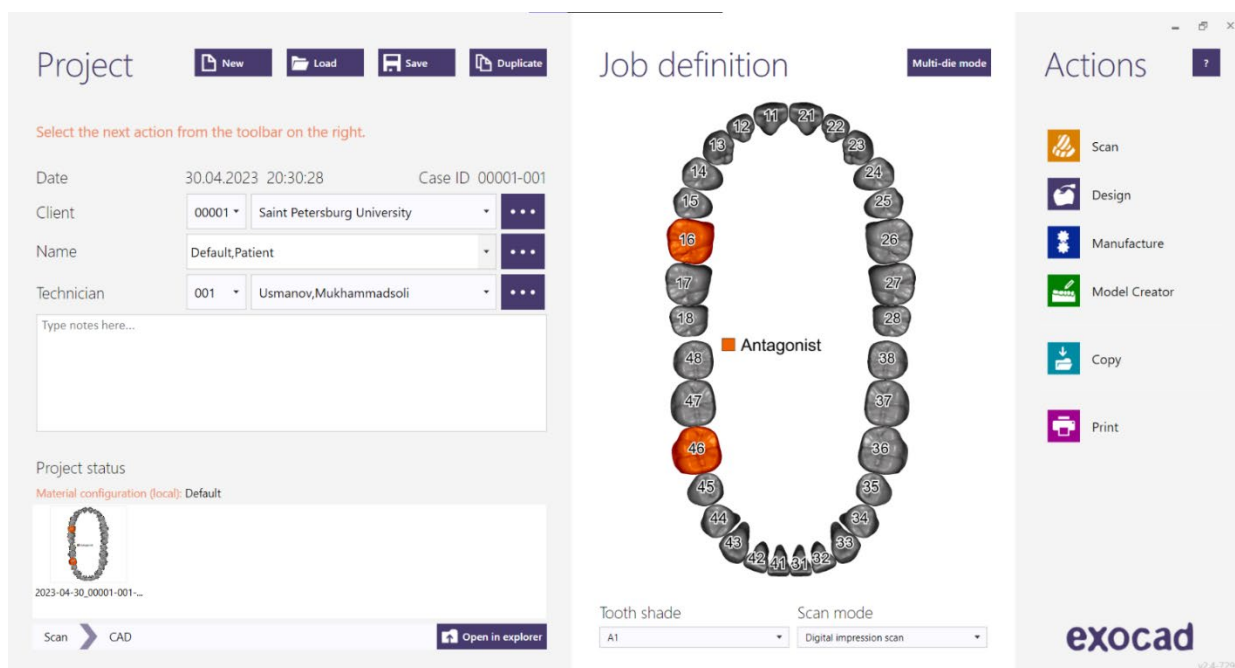 Project
New
Load
Save
Duplicate
Select the next action from the toolbar on the right.
Date 30.04.2023 20:30:28 Case ID 00001-001
Client 00001 Saint Petersburg University
Name Default,Patient
Technician 001 Usmanov,Mukhammadsoli
Type notes here...
Project status
Material configuration (local): Default
2023-04-30_00001-001-...
Scan CAD
Open in explorer
Job definition
Multi-die mode
11 21
12 22
13 23
14 24
15 25
16 26
17 27
18 28
Antagonist
48 38
47 37
46 36
45 35
44 34
43 33
42 41 31 32
Tooth shade Scan mode
A1 Digital impression scan
Actions ?
Scan
Design
Manufacture
Model Creator
Copy
Print
exocad
v2.4-729